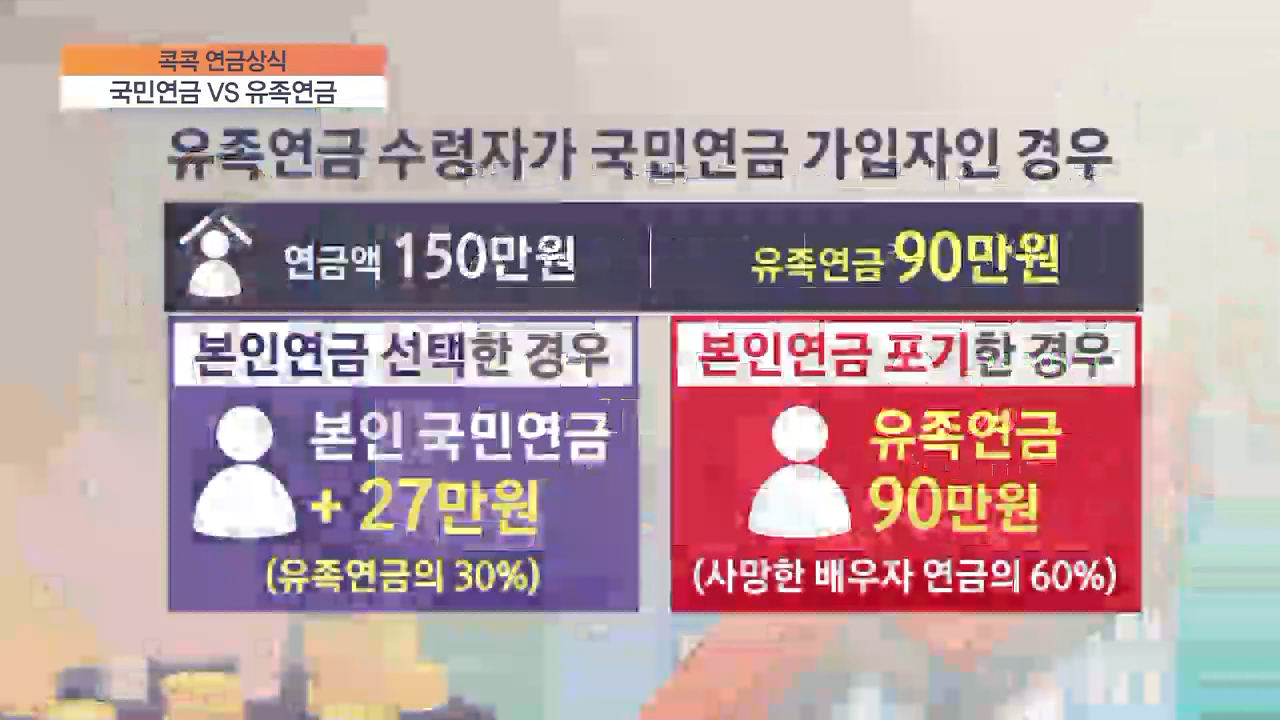 콕콕 연금상식
국민연금 VS 유족연금
유족연금 수령자가 국민연금 가입자인 경우
연금액 150만원
유족연금 90만원
본인연금 선택한 경우
본인 국민연금
+ 27만원
(유족연금의 30%)
본인연금 포기한 경우
유족연금
90만원
(사망한 배우자 연금의 60%)